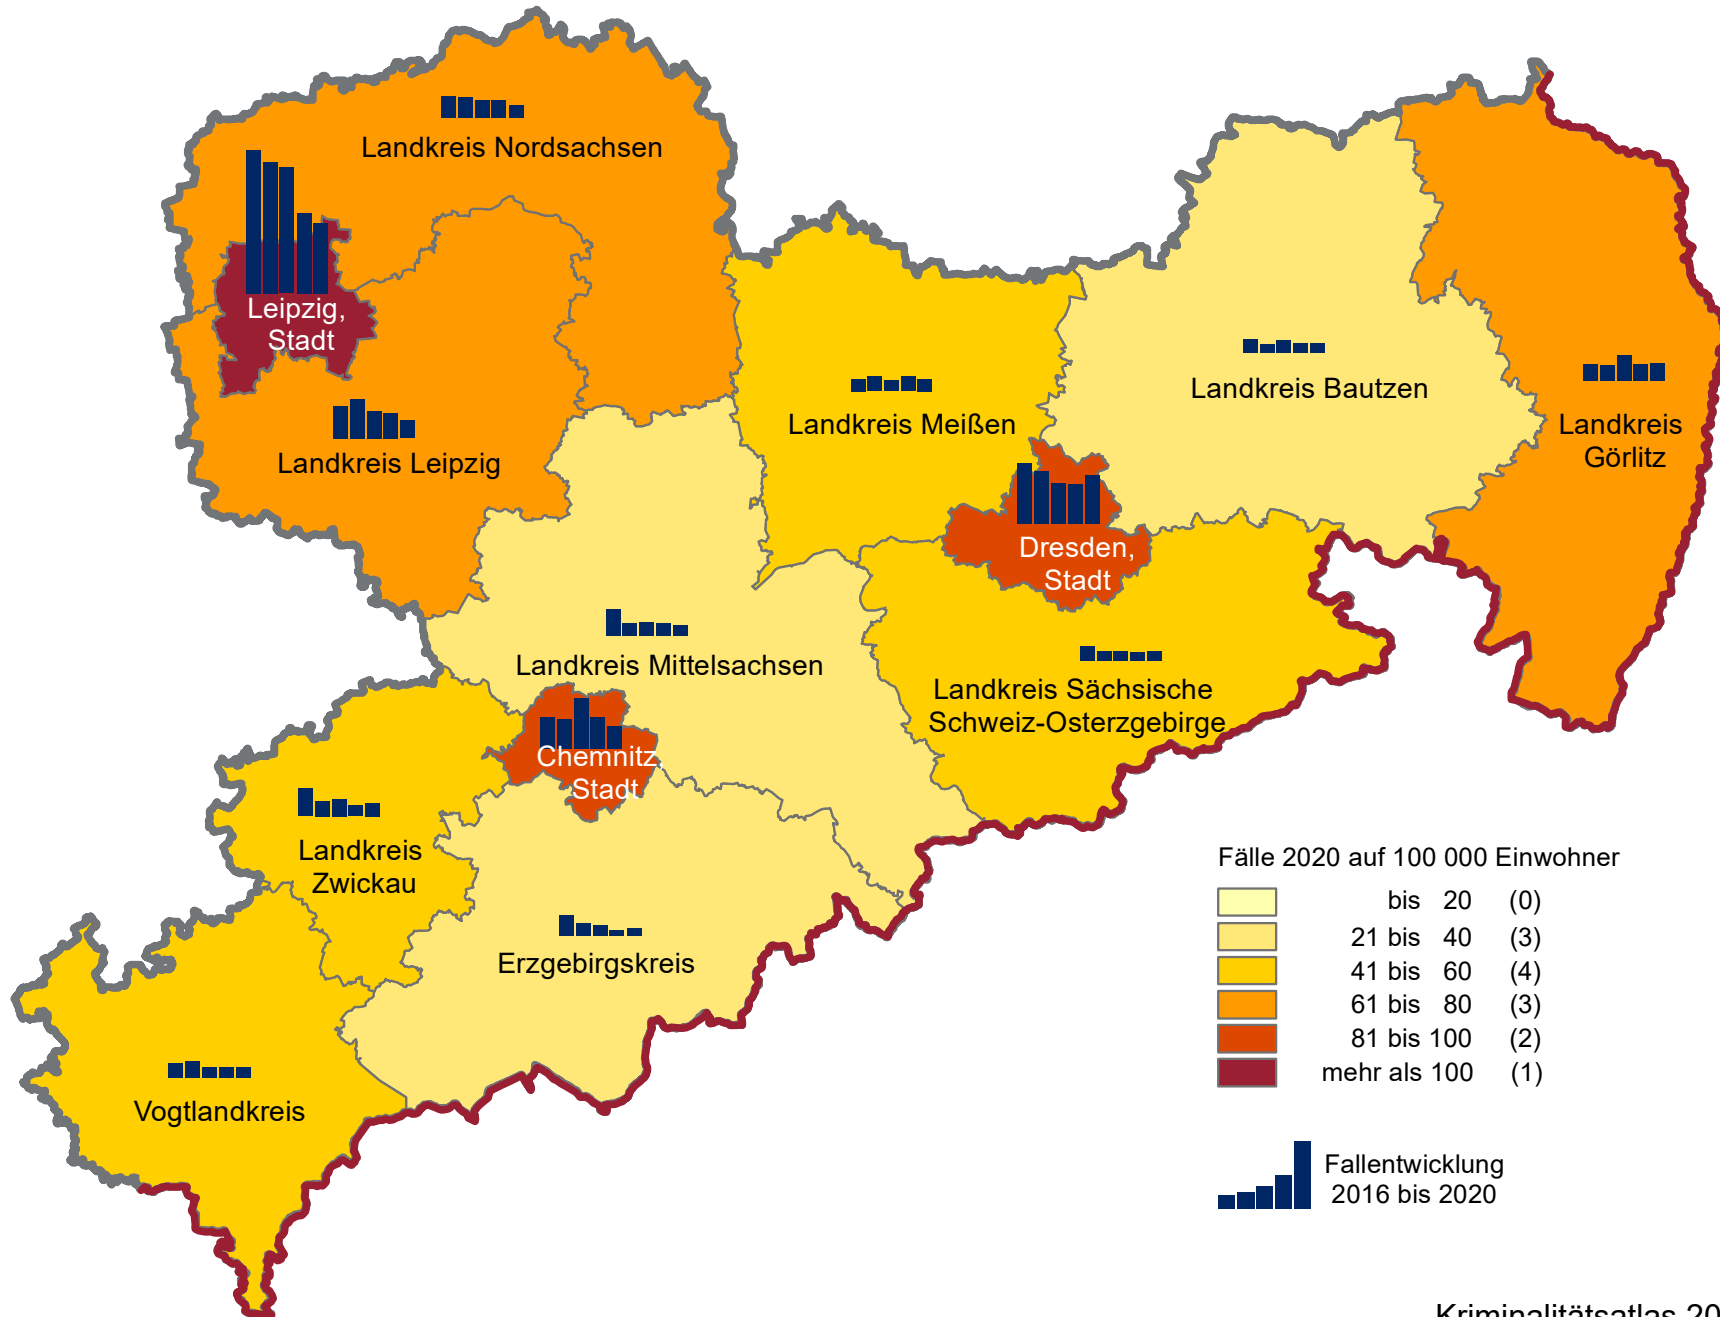 Landkreis Nordsachsen
Leipzig,
Stadt
Landkreis Leipzig
Landkreis Meißen
Landkreis Bautzen
Landkreis
Görlitz
Dresden,
Stadt
Landkreis Mittelsachsen
Landkreis Sächsische
Schweiz-Osterzgebirge
Chemnitz,
Stadt
Landkreis
Zwickau
Erzgebirgskreis
Vogtlandkreis
Fälle 2020 auf 100 000 Einwohner
bis 20 (0)
21 bis 40 (3)
41 bis 60 (4)
61 bis 80 (3)
81 bis 100 (2)
mehr als 100 (1)
Fallentwicklung
2016 bis 2020
Kriminalitätsatlas 20